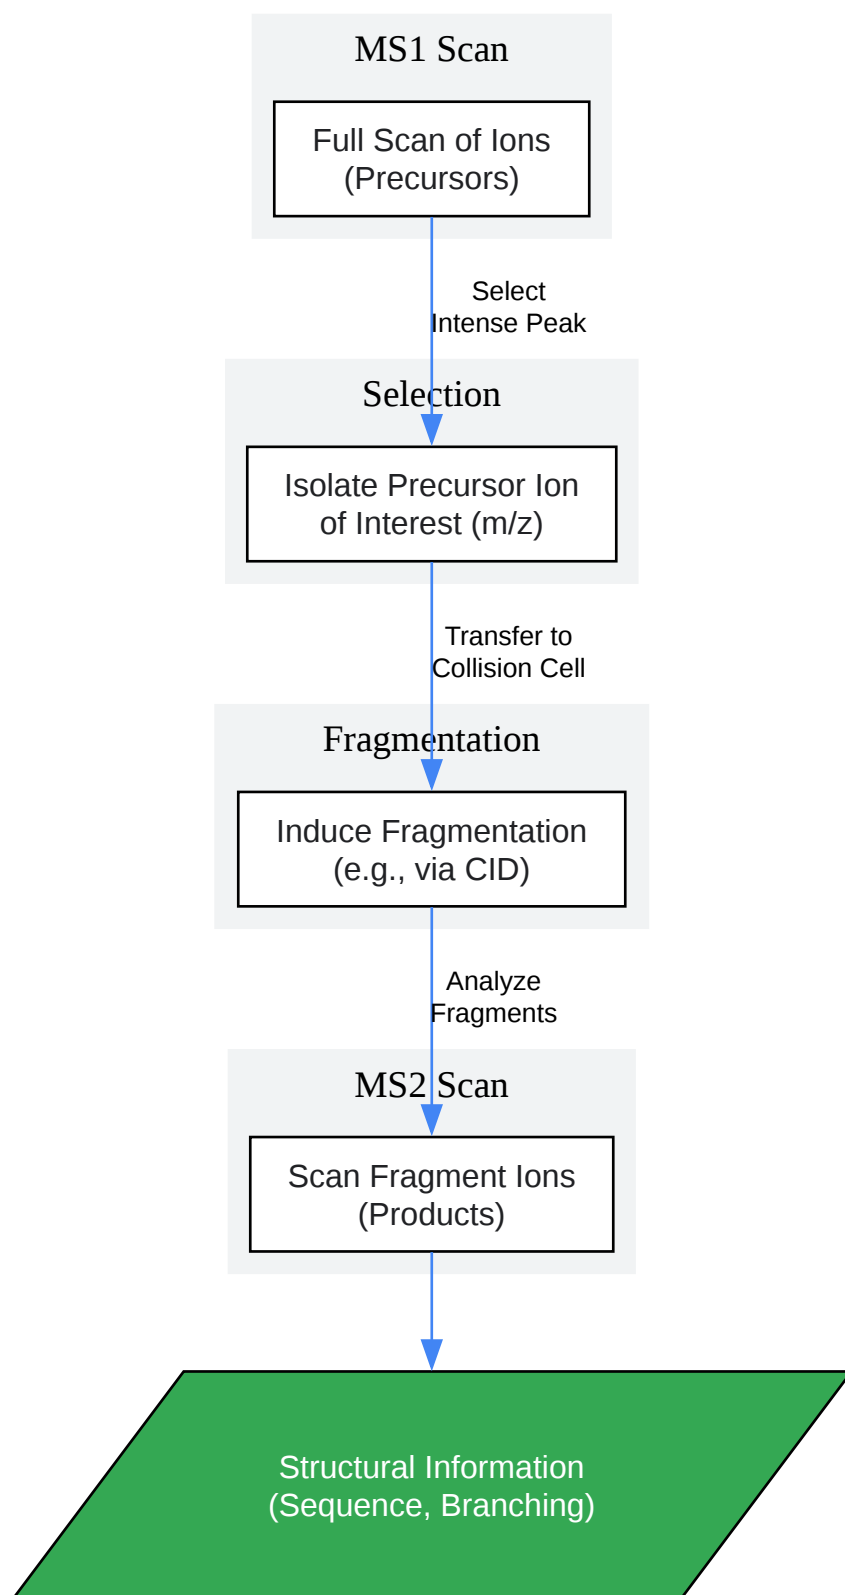 MS1 Scan
Full Scan of Ions
(Precursors)
Select
Intense Peak
Selection
Isolate Precursor Ion
of Interest (m/z)
Transfer to
Collision Cell
Fragmentation
Induce Fragmentation
(e.g., via CID)
Analyze
Fragments
MS2 Scan
Scan Fragment Ions
(Products)
Structural Information
(Sequence, Branching)